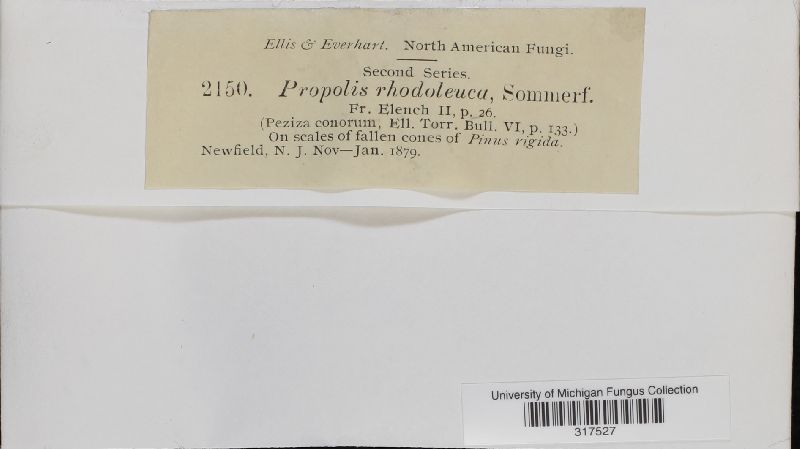 Ellis & Everhart. North American Fungi.
Second Series.
2150. Propolis rhodoleuca, Sommerf.
Fr. Elench II, p. 26.
(Peziza conorum, Ell. Torr. Bull. VI, p. 133.)
On scales of fallen cones of Pinus rigida.
Newfield, N. J. Nov—Jan. 1879.
University of Michigan Fungus Collection
317527